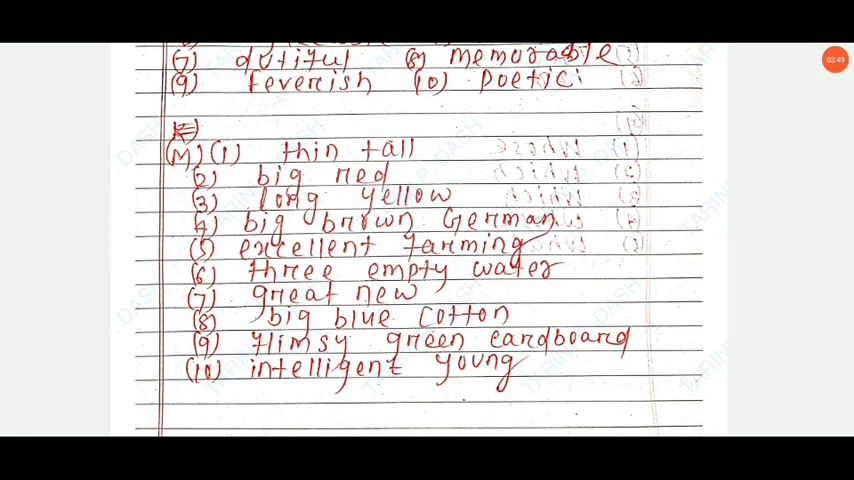 (7) dutiful (8) memorable
(9) feverish (10) poetic
(M) (1) thin tall
(2) big red
(3) long yellow
(4) big brown German
(5) excellent farming
(6) three empty water
(7) great new
(8) big blue cotton
(9) flimsy green cardboard
(10) intelligent young
03:49